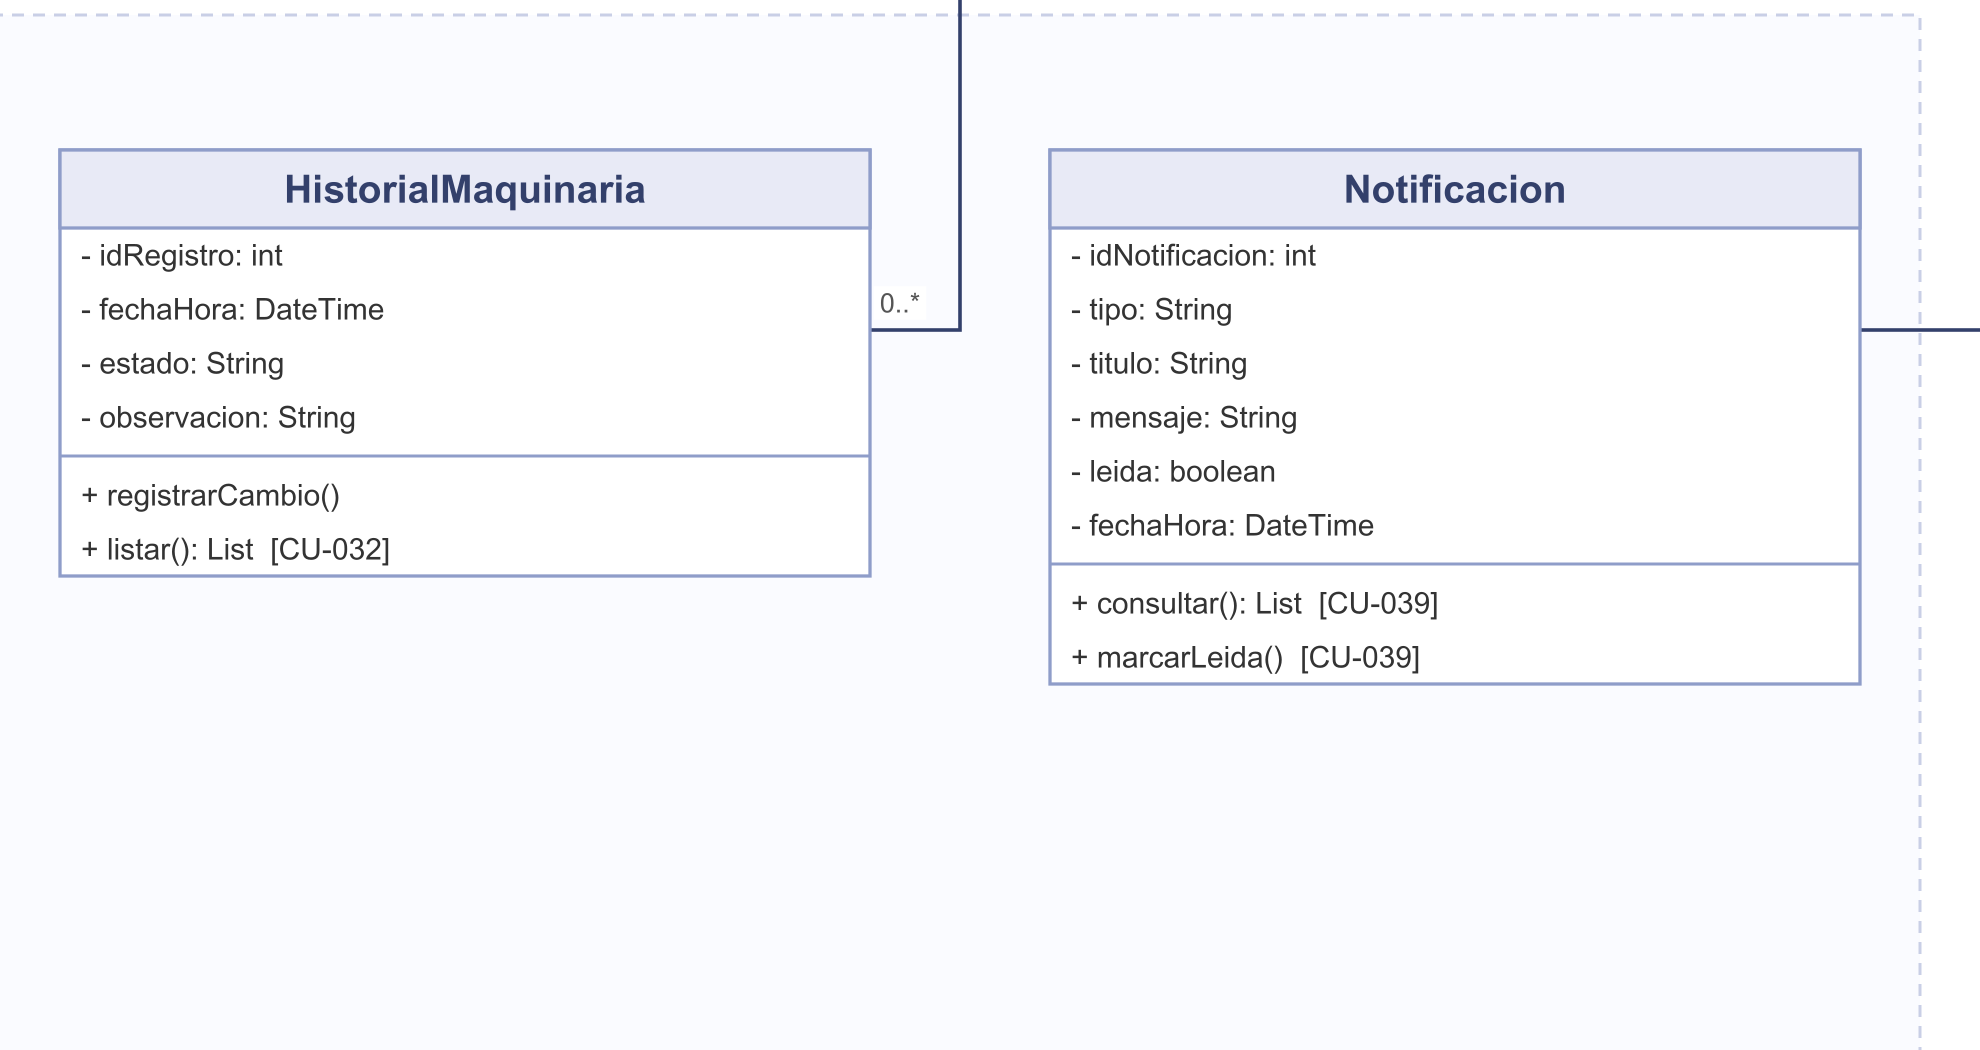 HistorialMaquinaria
- idRegistro: int
- fechaHora: DateTime
- estado: String
- observacion: String
+ registrarCambio()
+ listar(): List  [CU-032]
0..*
Notificacion
- idNotificacion: int
- tipo: String
- titulo: String
- mensaje: String
- leida: boolean
- fechaHora: DateTime
+ consultar(): List  [CU-039]
+ marcarLeida()  [CU-039]